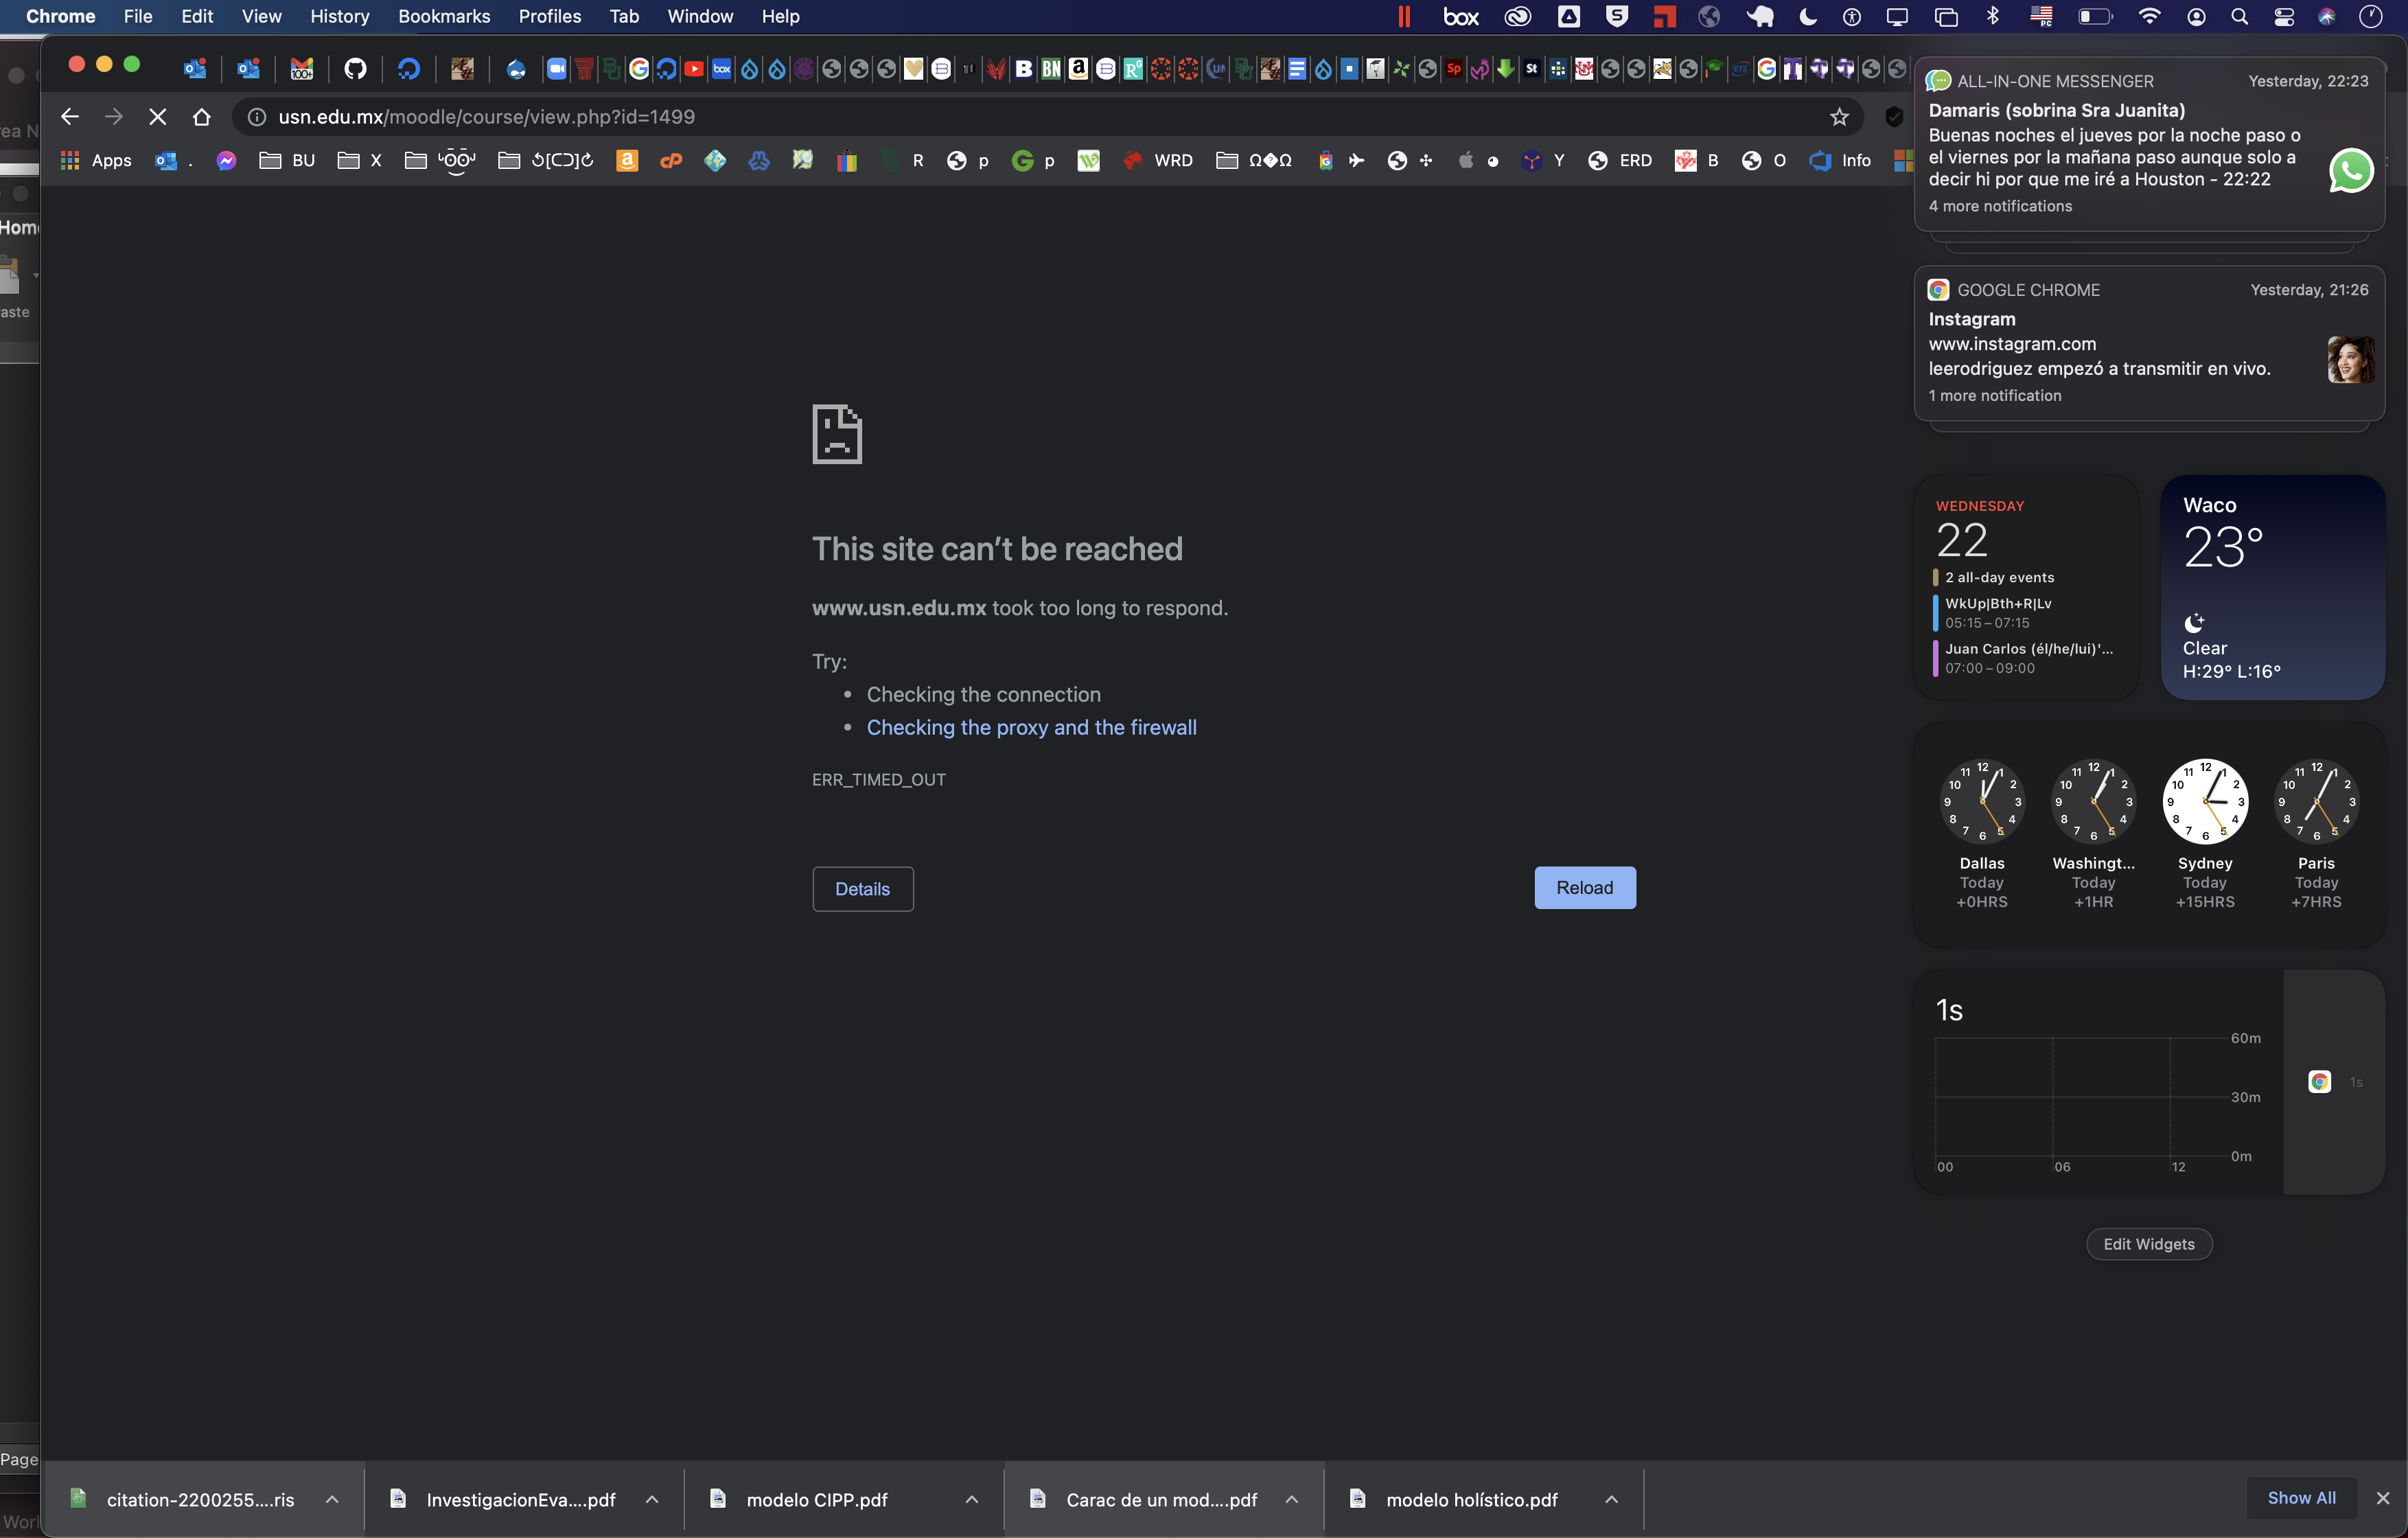 Chrome File Edit View History Bookmarks Profiles Tab Window Help
box
usn.edu.mx/moodle/course/view.php?id=1499
Apps . BU X R p p WRD Y ERD B O Info
Home
aste
Page
ALL-IN-ONE MESSENGER Yesterday, 22:23
Damaris (sobrina Sra Juanita)
Buenas noches el jueves por la noche paso o
el viernes por la mañana paso aunque solo a
decir hi por que me iré a Houston - 22:22
4 more notifications
GOOGLE CHROME Yesterday, 21:26
Instagram
www.instagram.com
leerodriguez empezó a transmitir en vivo.
1 more notification
This site can’t be reached
www.usn.edu.mx took too long to respond.
Try:
• Checking the connection
• Checking the proxy and the firewall
ERR_TIMED_OUT
Details
Reload
WEDNESDAY
22
2 all-day events
WkUp|Bth+R|Lv
05:15 – 07:15
Juan Carlos (él/he/lui)'...
07:00 – 09:00
Waco
23°
Clear
H:29° L:16°
Dallas
Today
+0HRS
Washingt...
Today
+1HR
Sydney
Today
+15HRS
Paris
Today
+7HRS
1s
60m
30m
0m
00 06 12
1s
Edit Widgets
citation-2200255....ris
InvestigacionEva....pdf
modelo CIPP.pdf
Carac de un mod....pdf
modelo holístico.pdf
Show All